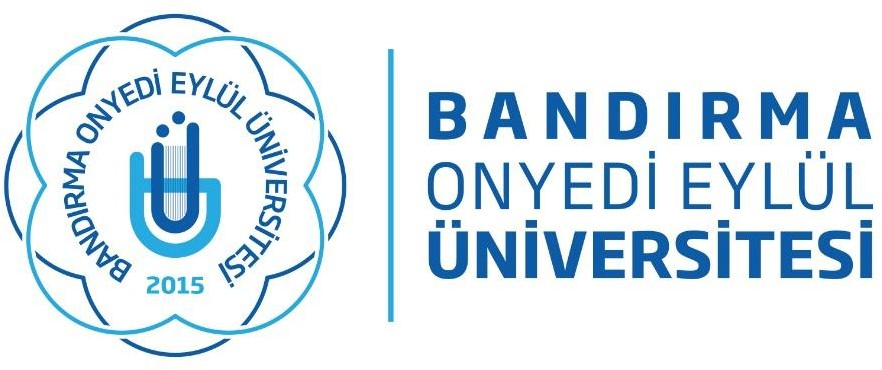 BANDIRMA ONYEDİ EYLÜL ÜNİVERSİTESİ
2015
BANDIRMA
ONYEDİ EYLÜL
ÜNİVERSİTESİ